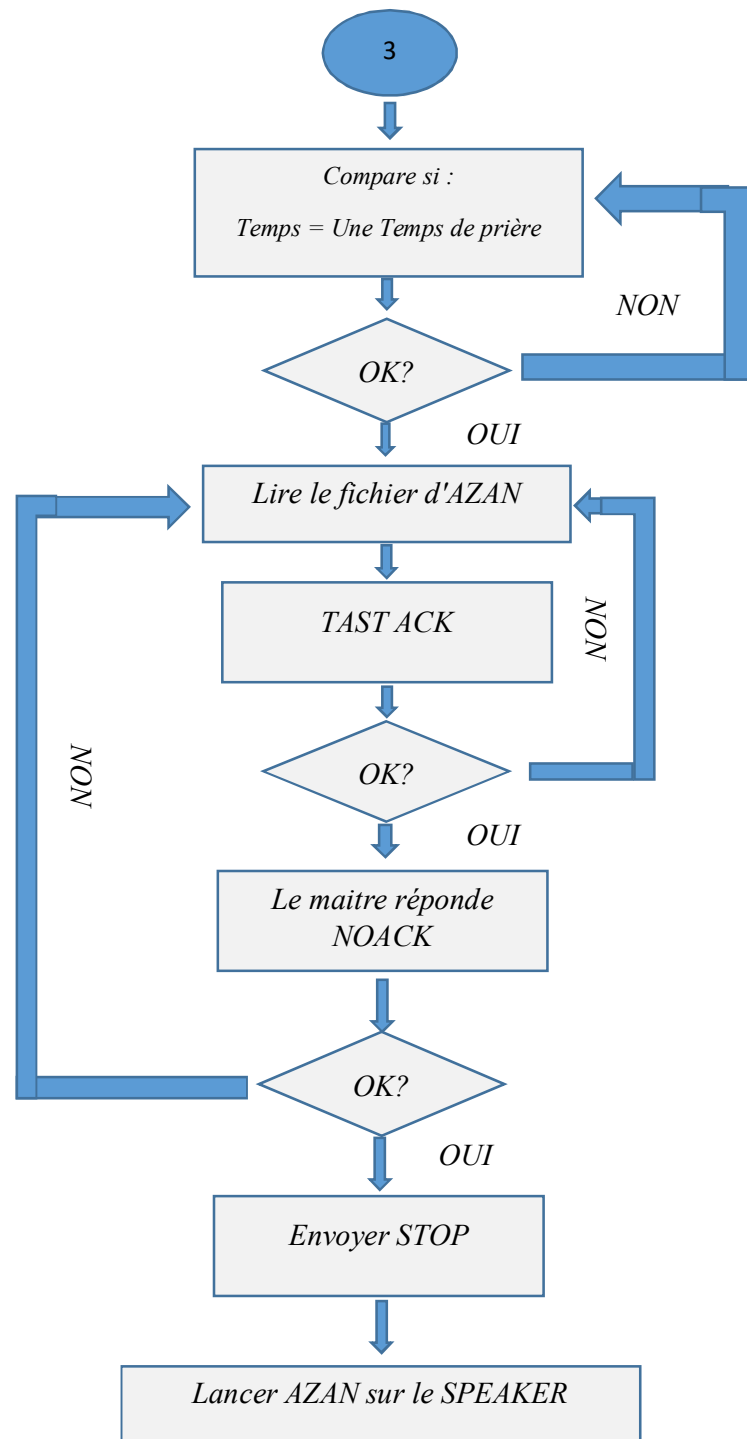 3
Compare si :
Temps = Une Temps de prière
NON
OK?
OUI
Lire le fichier d'AZAN
TAST ACK
NON
NON
OK?
OUI
Le maitre réponde
NOACK
OK?
OUI
Envoyer STOP
Lancer AZAN sur le SPEAKER